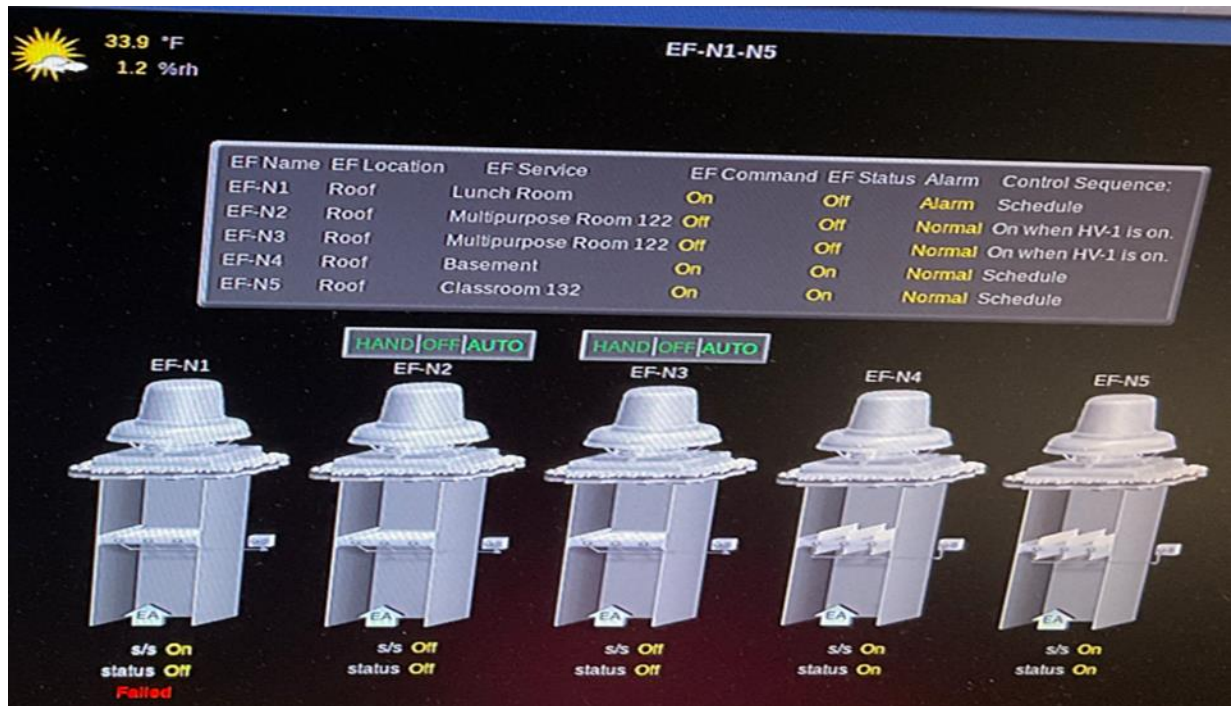 33.9 °F
1.2 %rh
EF-N1-N5
EF Name EF Location EF Service EF Command EF Status Alarm Control Sequence:
EF-N1 Roof Lunch Room On Off Alarm Schedule
EF-N2 Roof Multipurpose Room 122 Off Off Normal On when HV-1 is on.
EF-N3 Roof Multipurpose Room 122 Off Off Normal On when HV-1 is on.
EF-N4 Roof Basement On On Normal Schedule
EF-N5 Roof Classroom 132 On On Normal Schedule
HAND|OFF|AUTO HAND|OFF|AUTO
EF-N1 EF-N2 EF-N3 EF-N4 EF-N5
EA EA EA EA EA
s/s On s/s Off s/s Off s/s On s/s On
status Off status Off status Off status On status On
Failed